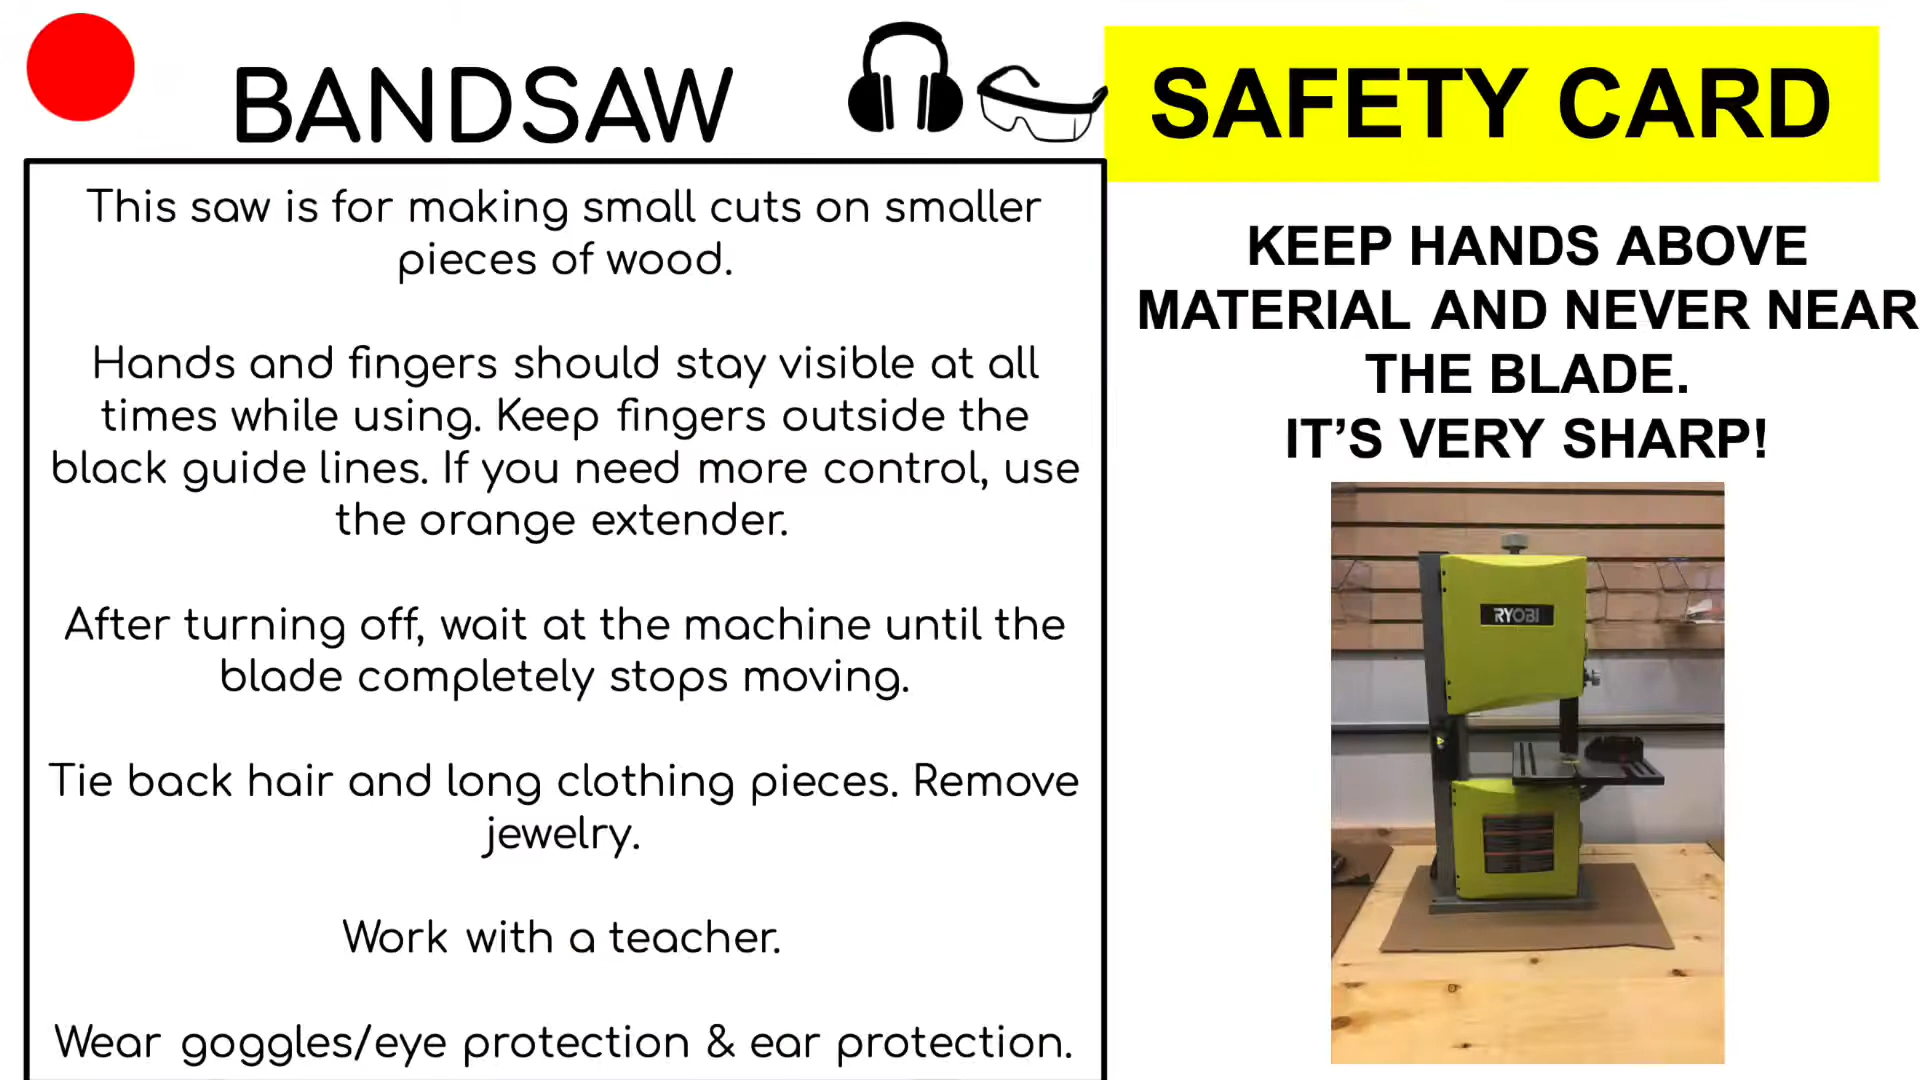 BANDSAW
SAFETY CARD
This saw is for making small cuts on smaller
pieces of wood.
Hands and fingers should stay visible at all
times while using. Keep fingers outside the
black guide lines. If you need more control, use
the orange extender.
After turning off, wait at the machine until the
blade completely stops moving.
Tie back hair and long clothing pieces. Remove
jewelry.
Work with a teacher.
Wear goggles/eye protection & ear protection.
KEEP HANDS ABOVE
MATERIAL AND NEVER NEAR
THE BLADE.
IT’S VERY SHARP!
RYOBI